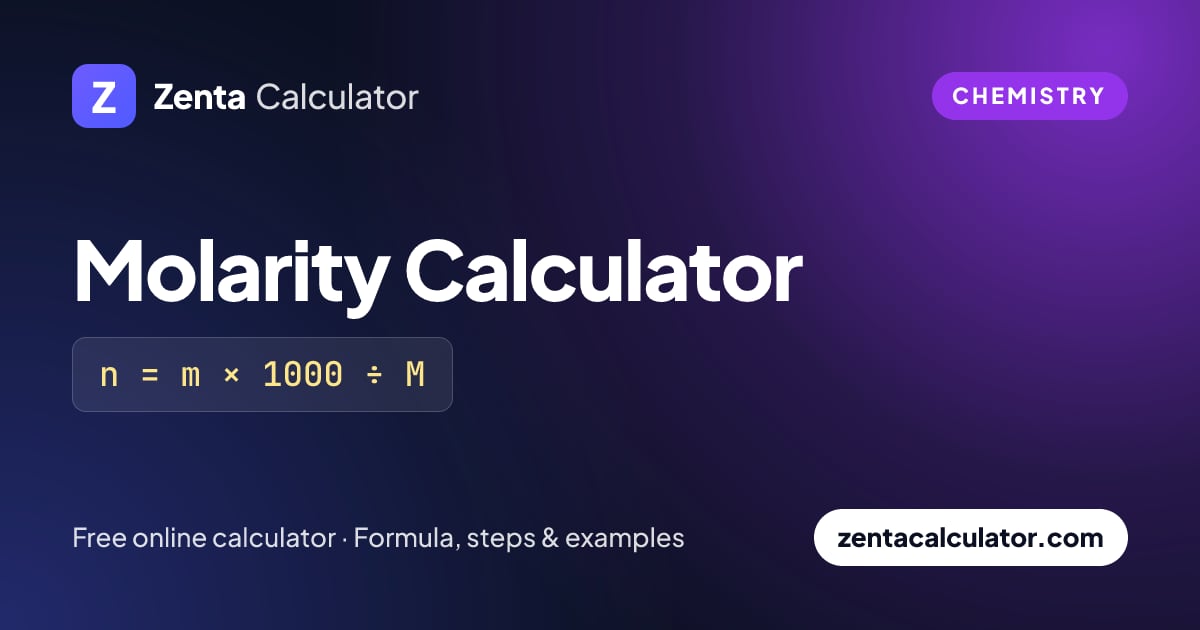 Z
Zenta Calculator
CHEMISTRY
Molarity Calculator
n = m × 1000 ÷ M
Free online calculator · Formula, steps & examples
zentacalculator.com